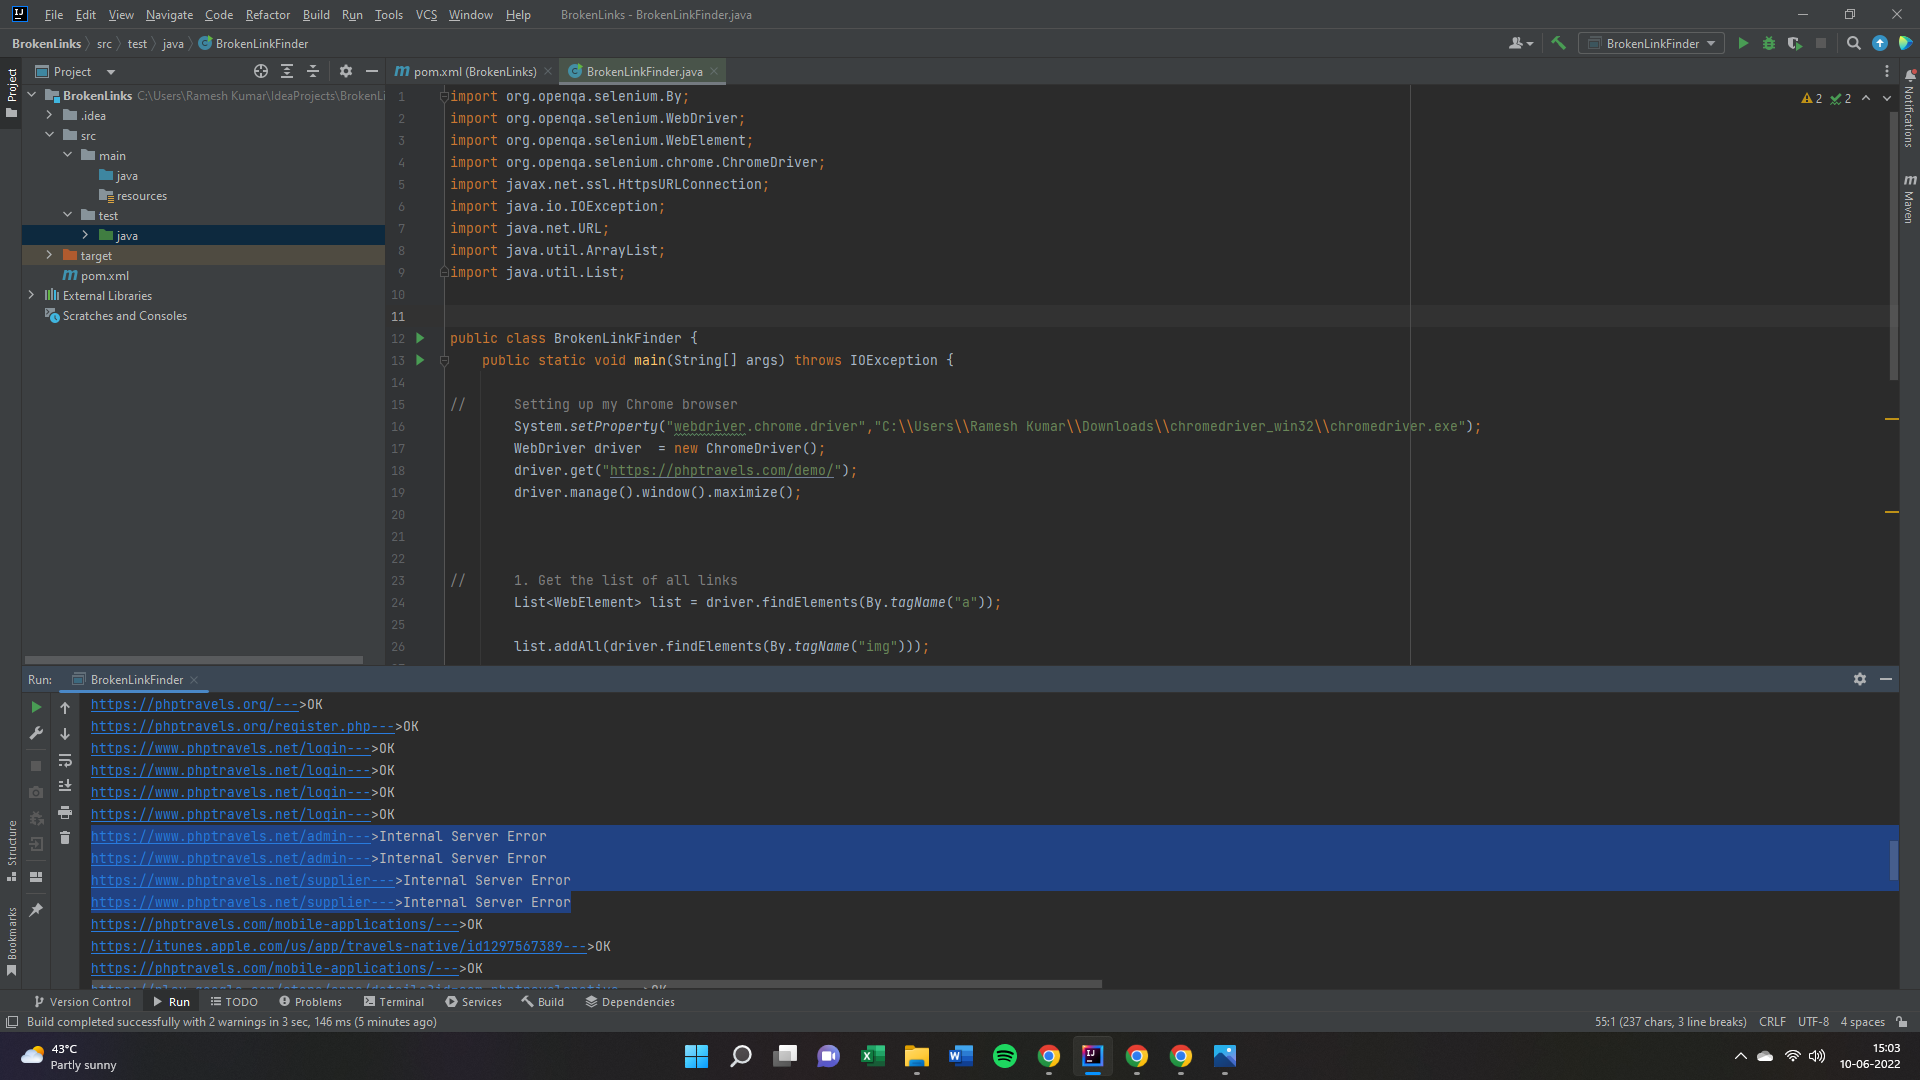 File Edit View Navigate Code Refactor Build Run Tools VCS Window Help BrokenLinks - BrokenLinkFinder.java
BrokenLinks src test java BrokenLinkFinder
BrokenLinkFinder
Project
pom.xml (BrokenLinks) BrokenLinkFinder.java
Project
BrokenLinks C:\Users\Ramesh Kumar\IdeaProjects\BrokenLi
.idea
src
main
java
resources
test
java
target
pom.xml
External Libraries
Scratches and Consoles
2 2
Notifications
Maven
1 import org.openqa.selenium.By;
2 import org.openqa.selenium.WebDriver;
3 import org.openqa.selenium.WebElement;
4 import org.openqa.selenium.chrome.ChromeDriver;
5 import javax.net.ssl.HttpsURLConnection;
6 import java.io.IOException;
7 import java.net.URL;
8 import java.util.ArrayList;
9 import java.util.List;
10
11
12 public class BrokenLinkFinder {
13 public static void main(String[] args) throws IOException {
14
15 // Setting up my Chrome browser
16 System.setProperty("webdriver.chrome.driver","C:\\Users\\Ramesh Kumar\\Downloads\\chromedriver_win32\\chromedriver.exe");
17 WebDriver driver = new ChromeDriver();
18 driver.get("https://phptravels.com/demo/");
19 driver.manage().window().maximize();
20
21
22
23 // 1. Get the list of all links
24 List<WebElement> list = driver.findElements(By.tagName("a"));
25
26 list.addAll(driver.findElements(By.tagName("img")));
Run: BrokenLinkFinder
https://phptravels.org/--->OK
https://phptravels.org/register.php--->OK
https://www.phptravels.net/login--->OK
https://www.phptravels.net/login--->OK
https://www.phptravels.net/login--->OK
https://www.phptravels.net/login--->OK
https://www.phptravels.net/admin--->Internal Server Error
https://www.phptravels.net/admin--->Internal Server Error
https://www.phptravels.net/supplier--->Internal Server Error
https://www.phptravels.net/supplier--->Internal Server Error
https://phptravels.com/mobile-applications/--->OK
https://itunes.apple.com/us/app/travels-native/id1297567389--->OK
https://phptravels.com/mobile-applications/--->OK
Structure
Bookmarks
Version Control Run TODO Problems Terminal Services Build Dependencies
Build completed successfully with 2 warnings in 3 sec, 146 ms (5 minutes ago) 55:1 (237 chars, 3 line breaks) CRLF UTF-8 4 spaces
43°C
Partly sunny
15:03
10-06-2022